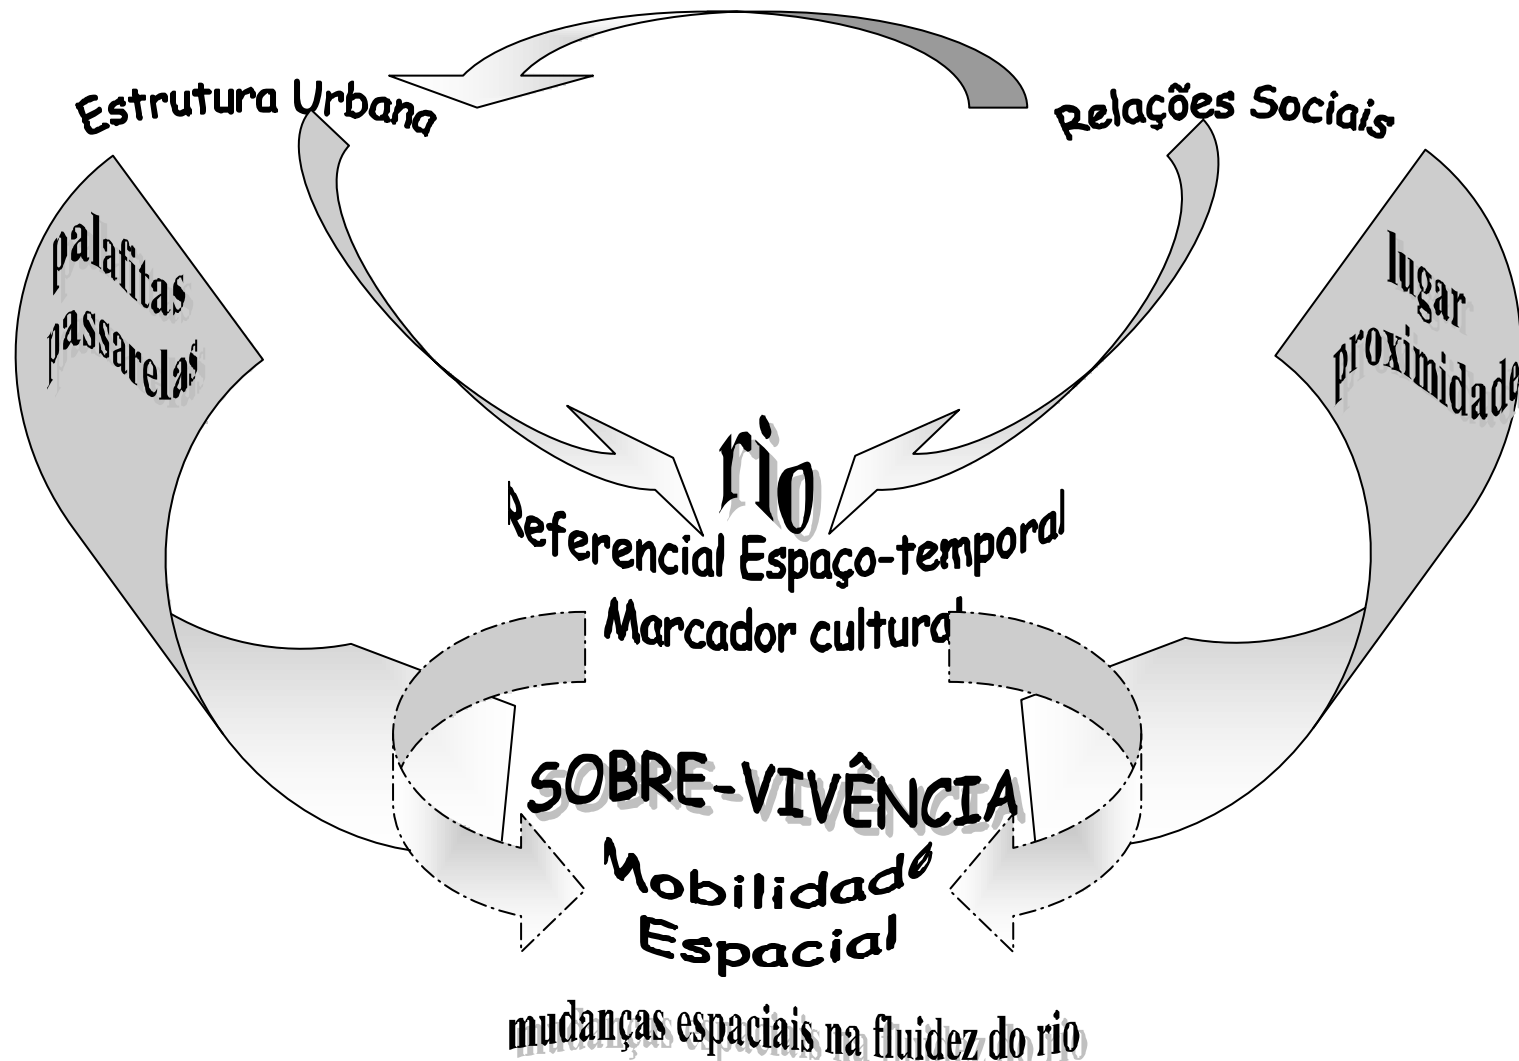 Estrutura Urbana
Relações Sociais
palafitas
passarelas
lugar
proximidade
rio
Referencial Espaço-temporal
Marcador cultural
SOBRE-VIVÊNCIA
Mobilidade
Espacial
mudanças espaciais na fluidez do rio